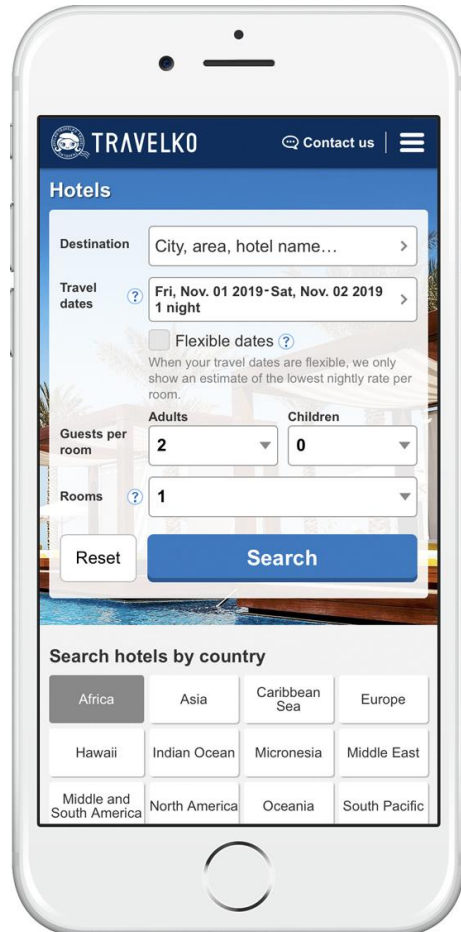 TRAVELKO
Contact us
Hotels
Destination
City, area, hotel name…
Travel
dates
?
Fri, Nov. 01 2019-Sat, Nov. 02 2019
1 night
Flexible dates ?
When your travel dates are flexible, we only
show an estimate of the lowest nightly rate per
room.
Adults
Children
Guests per
room
2
0
Rooms
?
1
Reset
Search
Search hotels by country
Africa
Asia
Caribbean
Sea
Europe
Hawaii
Indian Ocean
Micronesia
Middle East
Middle and
South America
North America
Oceania
South Pacific